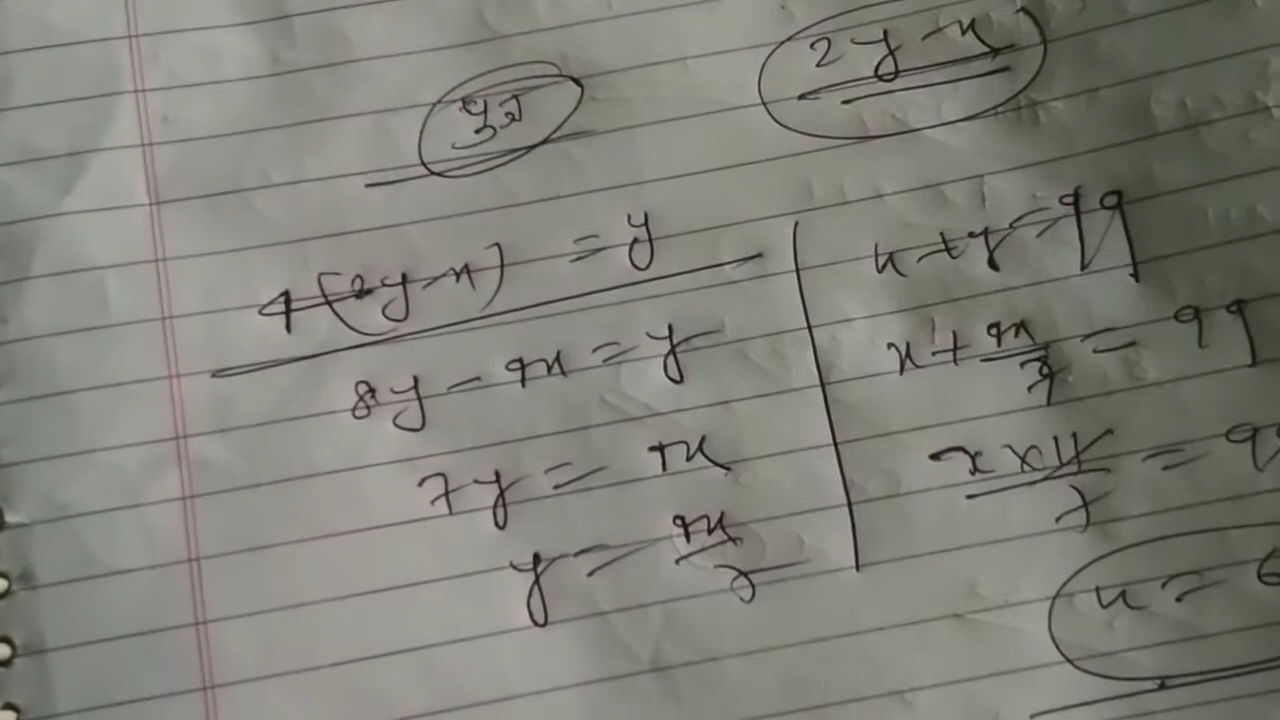 पुत्र
2y-x
4(2y-x) = y
8y - 4x = y
7y = 4x
y = 4x/7
x+y=99
x + 4x/7 = 99
x×11/7 = 99
x = 6